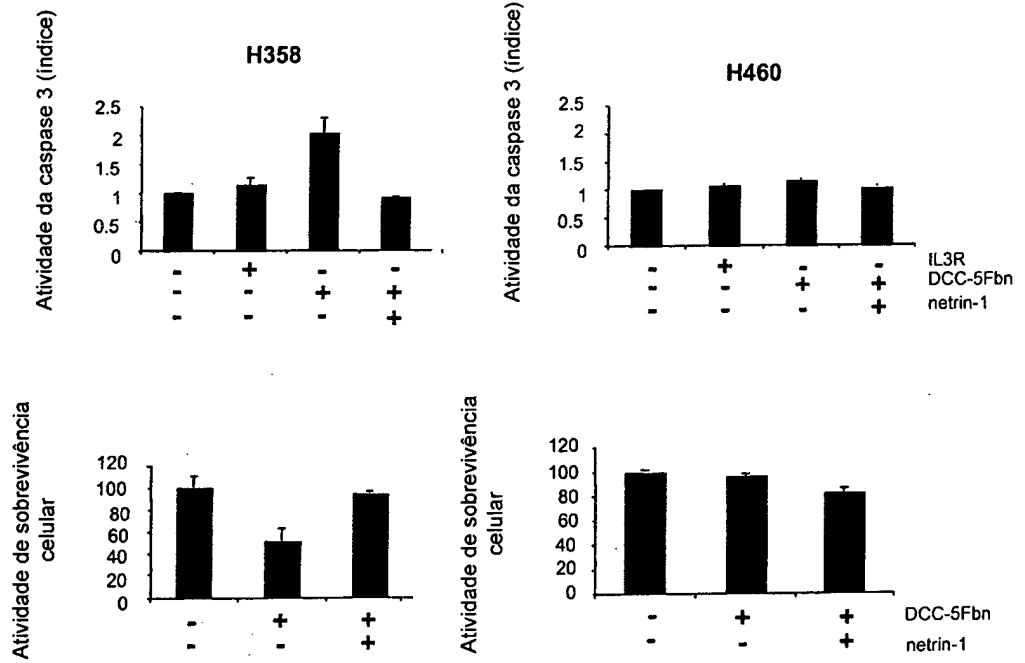 H358
Atividade da caspase 3 (índice)
2.5
2
1.5
1
0.5
0
- + - -
- - + +
- - - +
H460
Atividade da caspase 3 (índice)
2.5
2
1.5
1
0.5
0
- + - - IL3R
- - + + DCC-5Fbn
- - - + netrin-1
Atividade de sobrevivência
celular
120
100
80
60
40
20
0
- + +
- - +
Atividade de sobrevivência
celular
120
100
80
60
40
20
0
- + + DCC-5Fbn
- - + netrin-1